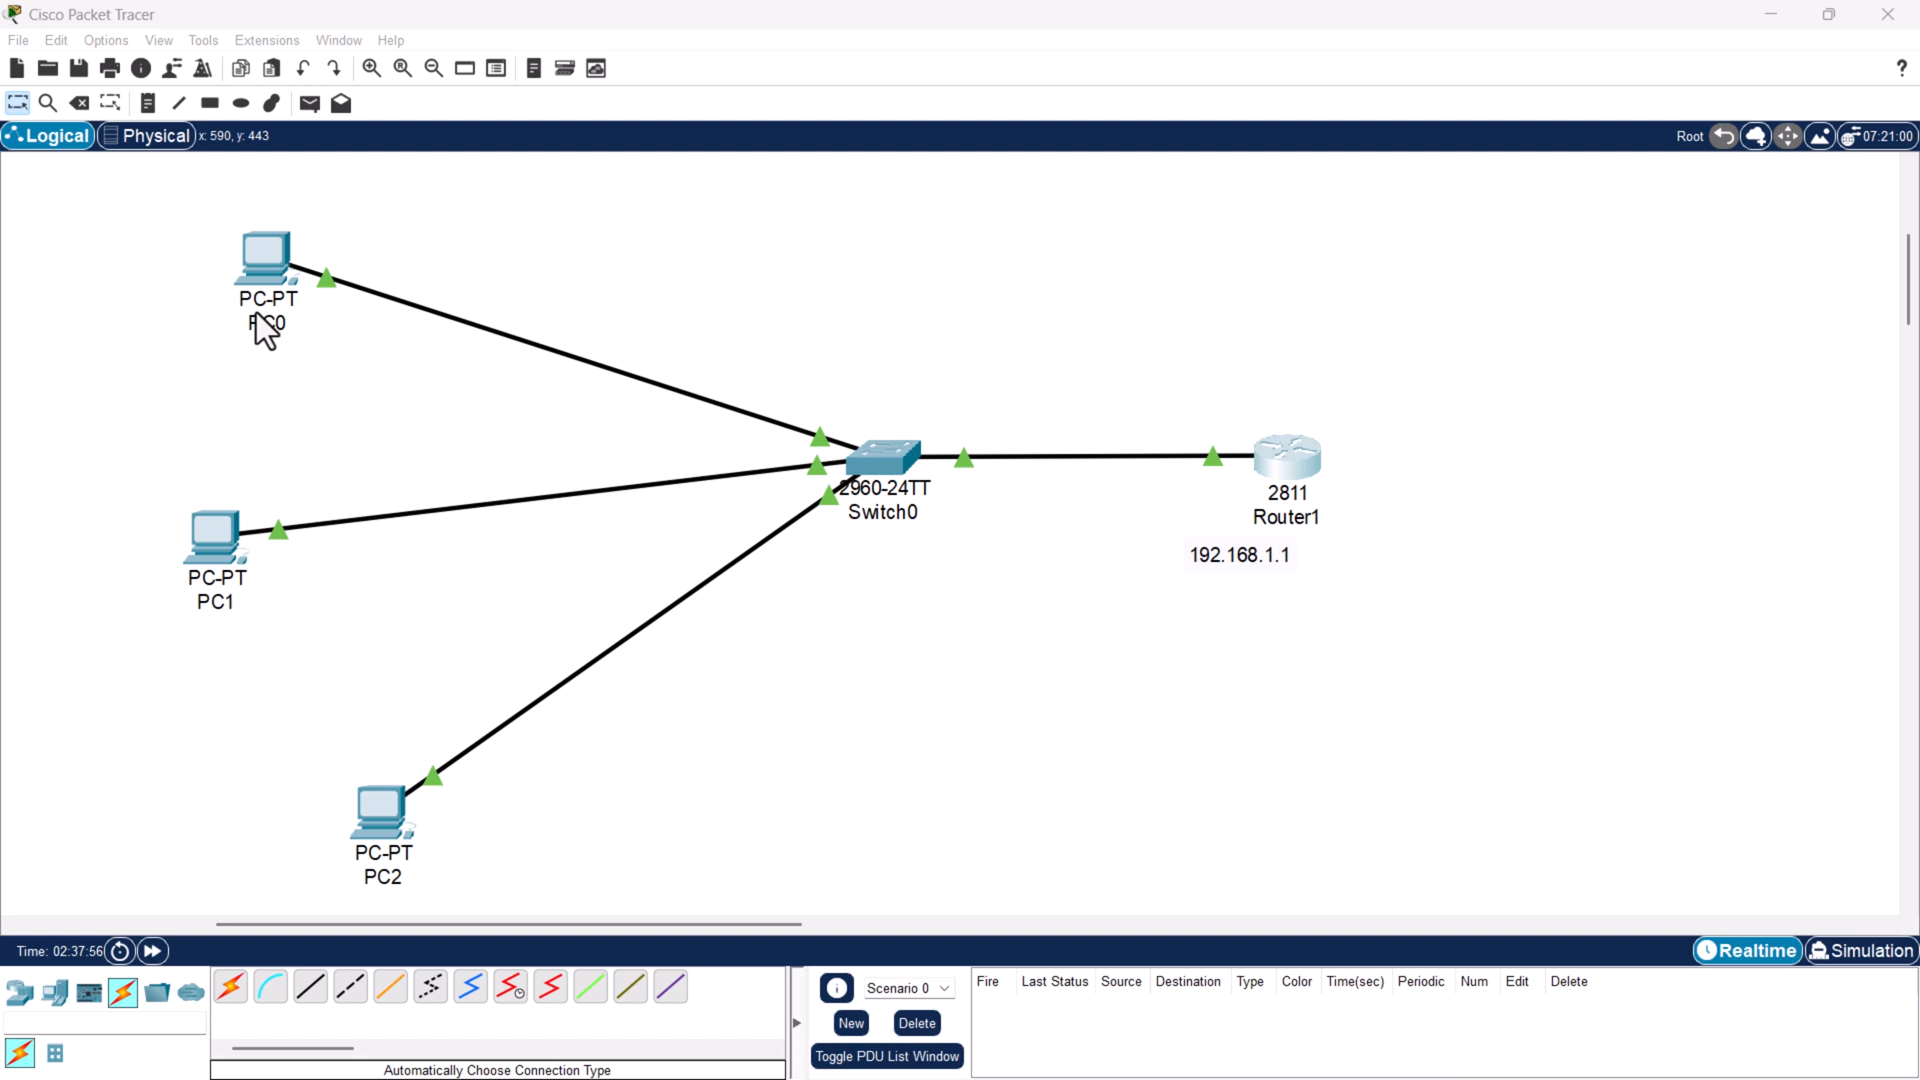 Cisco Packet Tracer
File Edit Options View Tools Extensions Window Help
?
Logical Physical x: 590, y: 443 Root 07:21:00
PC-PT
PC0
2960-24TT
Switch0
2811
Router1
192.168.1.1
PC-PT
PC1
PC-PT
PC2
Time: 02:37:56 Realtime Simulation
Scenario 0
New Delete
Toggle PDU List Window
Fire Last Status Source Destination Type Color Time(sec) Periodic Num Edit Delete
Automatically Choose Connection Type